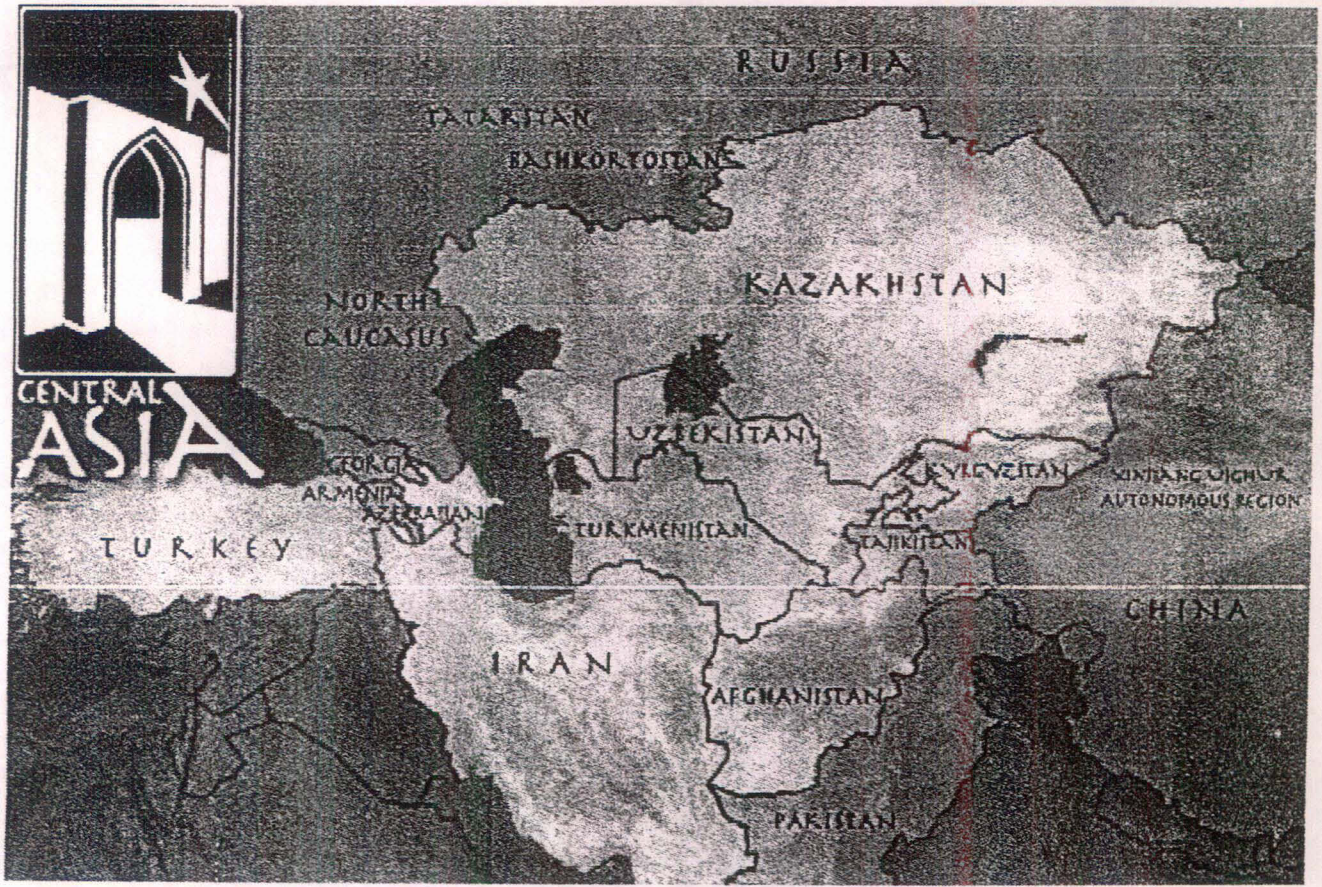 RUSSIA
TATARSTAN
BASHKORTOSTAN
KAZAKHSTAN
NORTH
CAUCASUS
CENTRAL
ASIA
UZBEKISTAN
GEORGIA
ARMENIA
AZERBAIJAN
KYRGYZSTAN
XINJIANG UIGHUR
AUTONOMOUS REGION
TURKEY
TURKMENISTAN
TAJIKISTAN
CHINA
IRAN
AFGHANISTAN
PAKISTAN